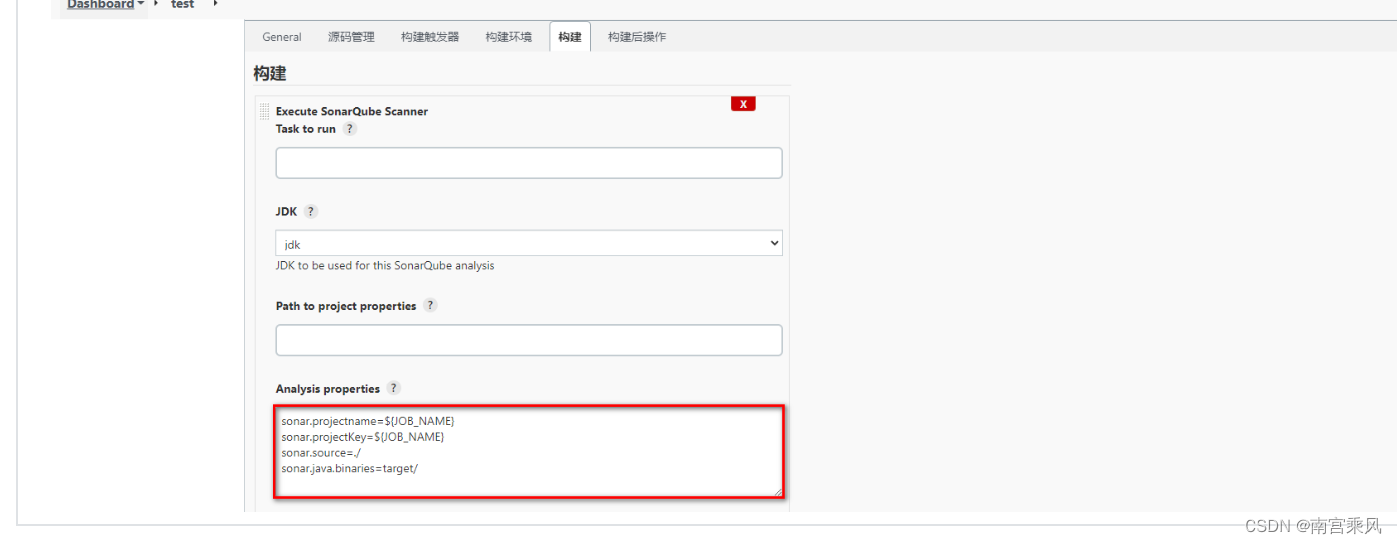 Dashboard test
General 源码管理 构建触发器 构建环境 构建 构建后操作
构建
Execute SonarQube Scanner X
Task to run ?
JDK ?
jdk
JDK to be used for this SonarQube analysis
Path to project properties ?
Analysis properties ?
sonar.projectname=${JOB_NAME}
sonar.projectKey=${JOB_NAME}
sonar.source=./
sonar.java.binaries=target/
CSDN @南宫乘风